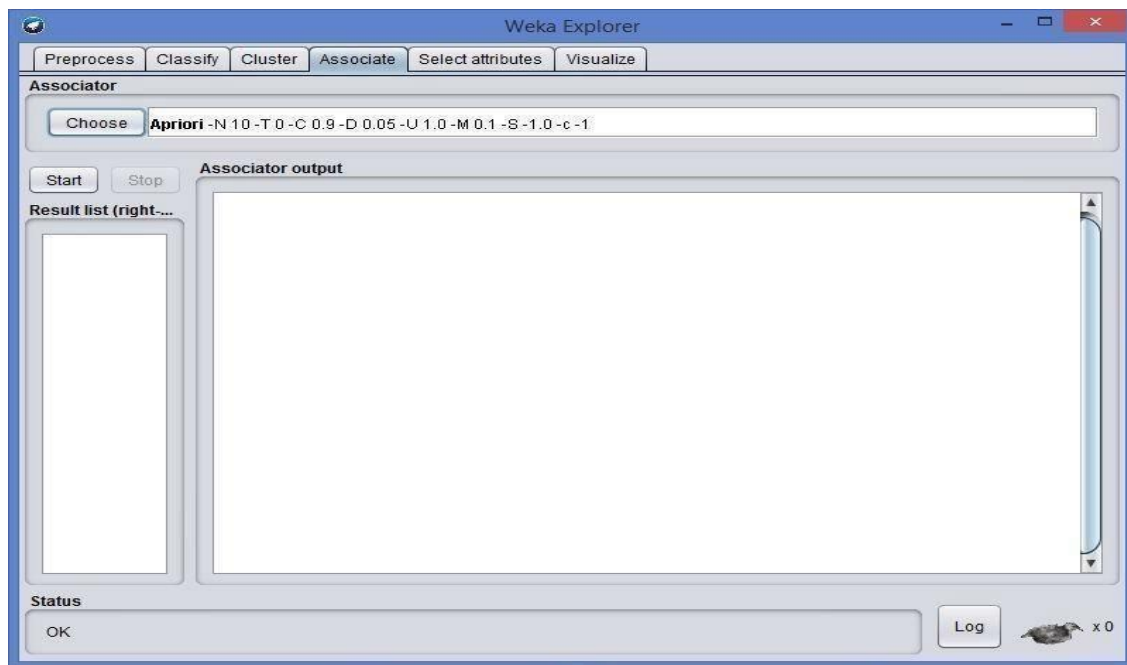 Weka Explorer
Preprocess Classify Cluster Associate Select attributes Visualize
Associator
Choose Apriori -N 10 -T 0 -C 0.9 -D 0.05 -U 1.0 -M 0.1 -S -1.0 -c -1
Start Stop
Associator output
Result list (right-...
Status
OK
Log x 0